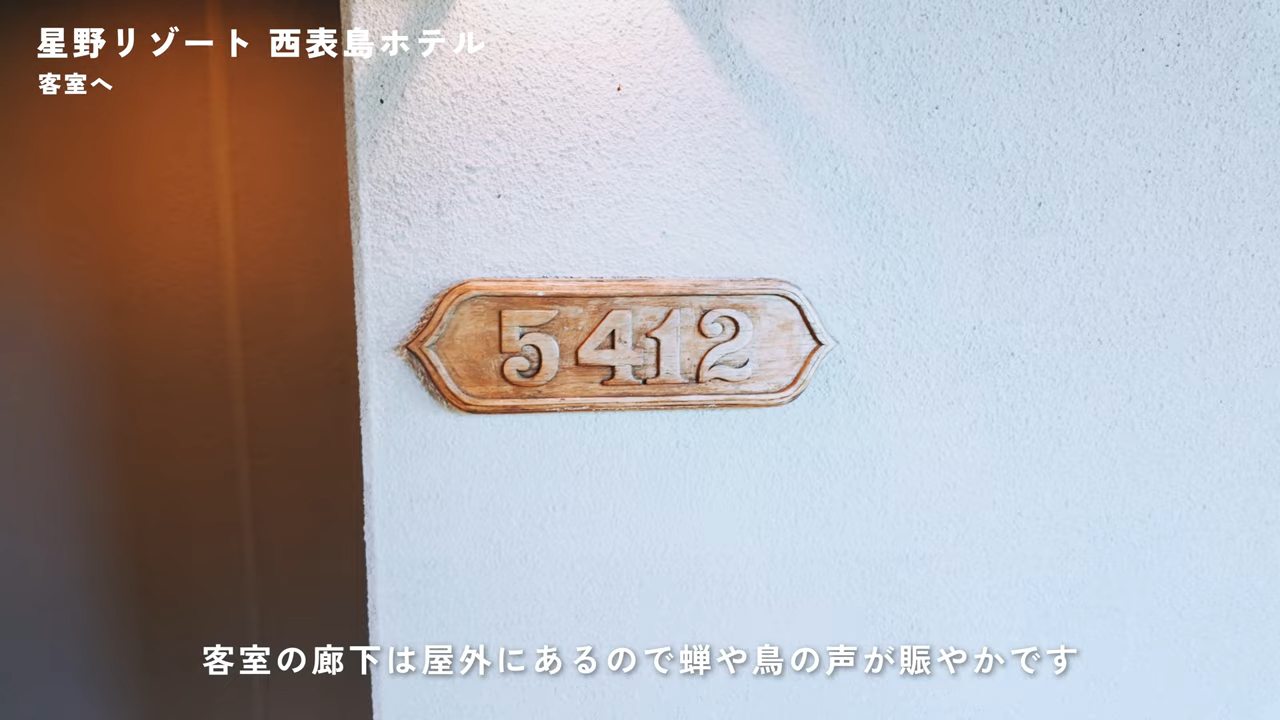 星野リゾート 西表島ホテル
客室へ
5412
客室の廊下は屋外にあるので蝉や鳥の声が賑やかです